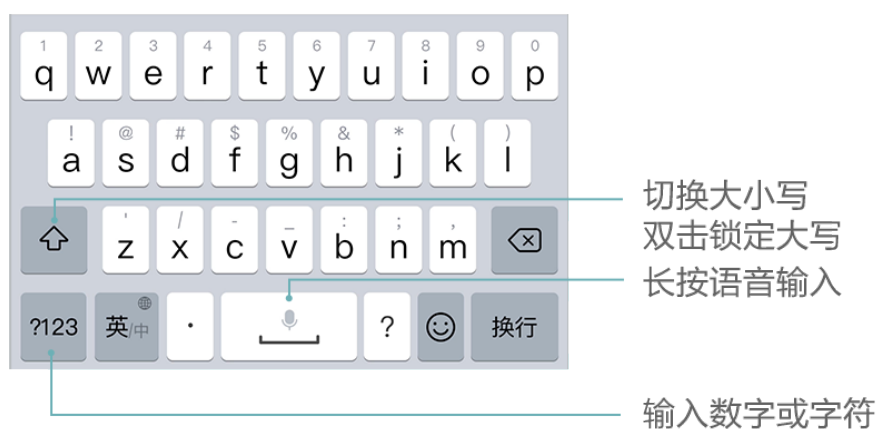 1 2 3 4 5 6 7 8 9 0
q w e r t y u i o p
! @ # $ % & * ( )
a s d f g h j k l
切换大小写
双击锁定大写
' / - _ : ; ,
z x c v b n m
长按语音输入
?123 英/中 · ? 换行
输入数字或字符